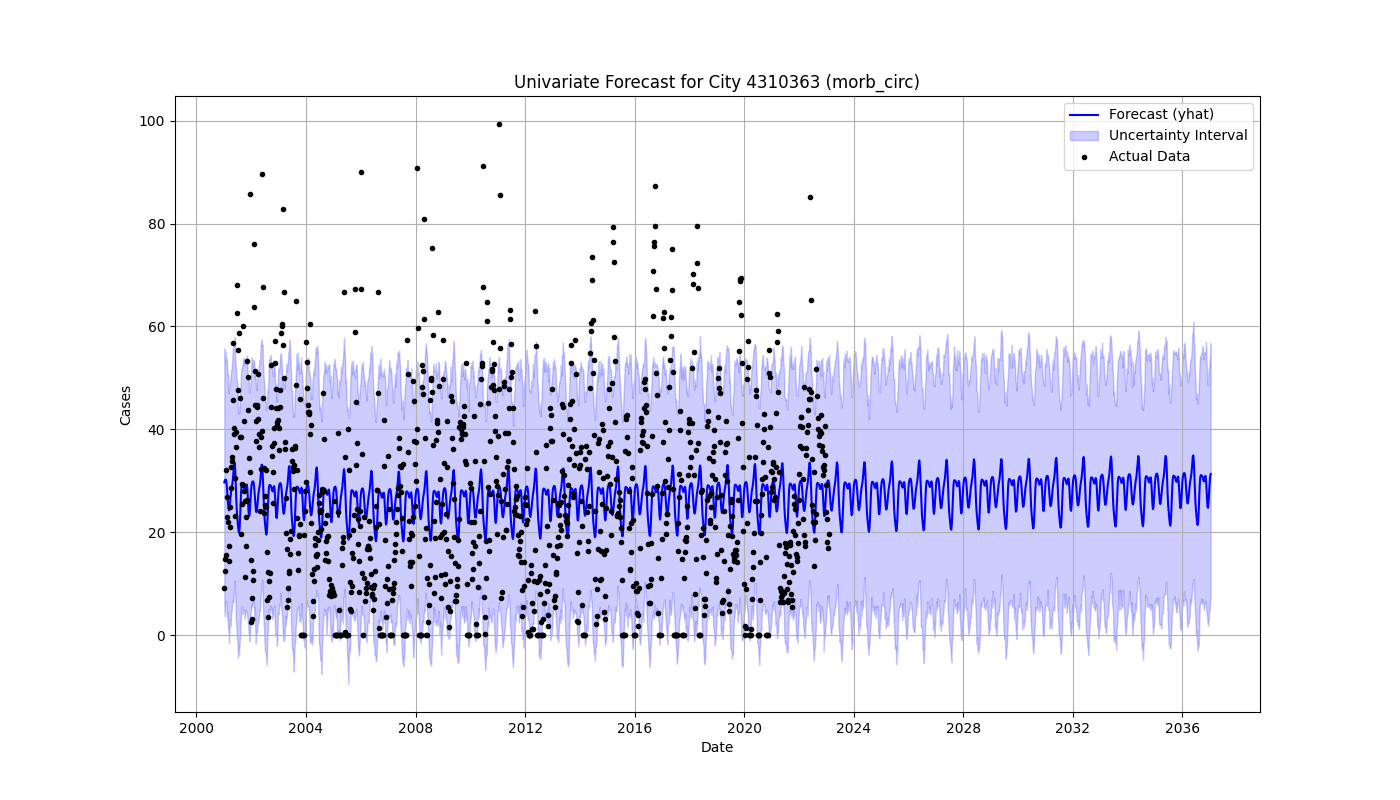 Univariate Forecast for City 4310363 (morb_circ)
Forecast (yhat)
Uncertainty Interval
Actual Data
100
80
60
40
20
0
Cases
2000 2004 2008 2012 2016 2020 2024 2028 2032 2036
Date